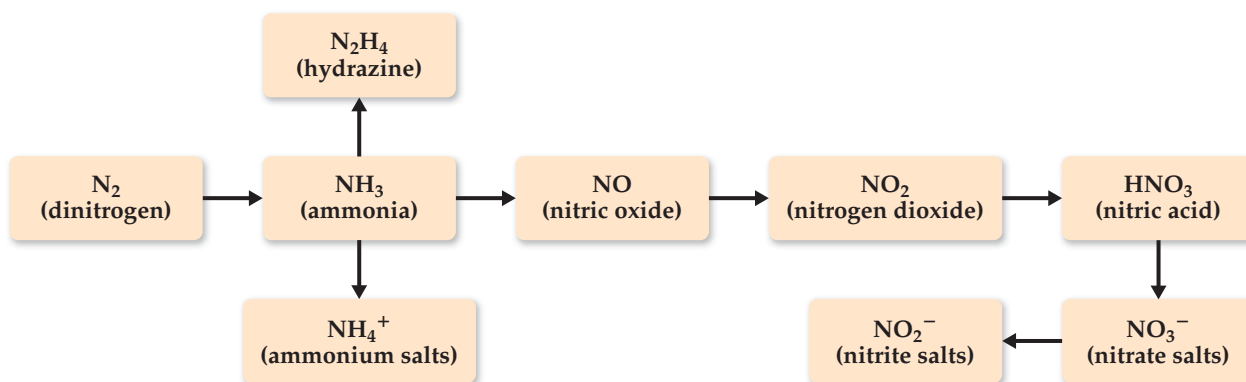 N₂H₄
(hydrazine)
N₂
(dinitrogen)
NH₃
(ammonia)
NO
(nitric oxide)
NO₂
(nitrogen dioxide)
HNO₃
(nitric acid)
NH₄⁺
(ammonium salts)
NO₂⁻
(nitrite salts)
NO₃⁻
(nitrate salts)